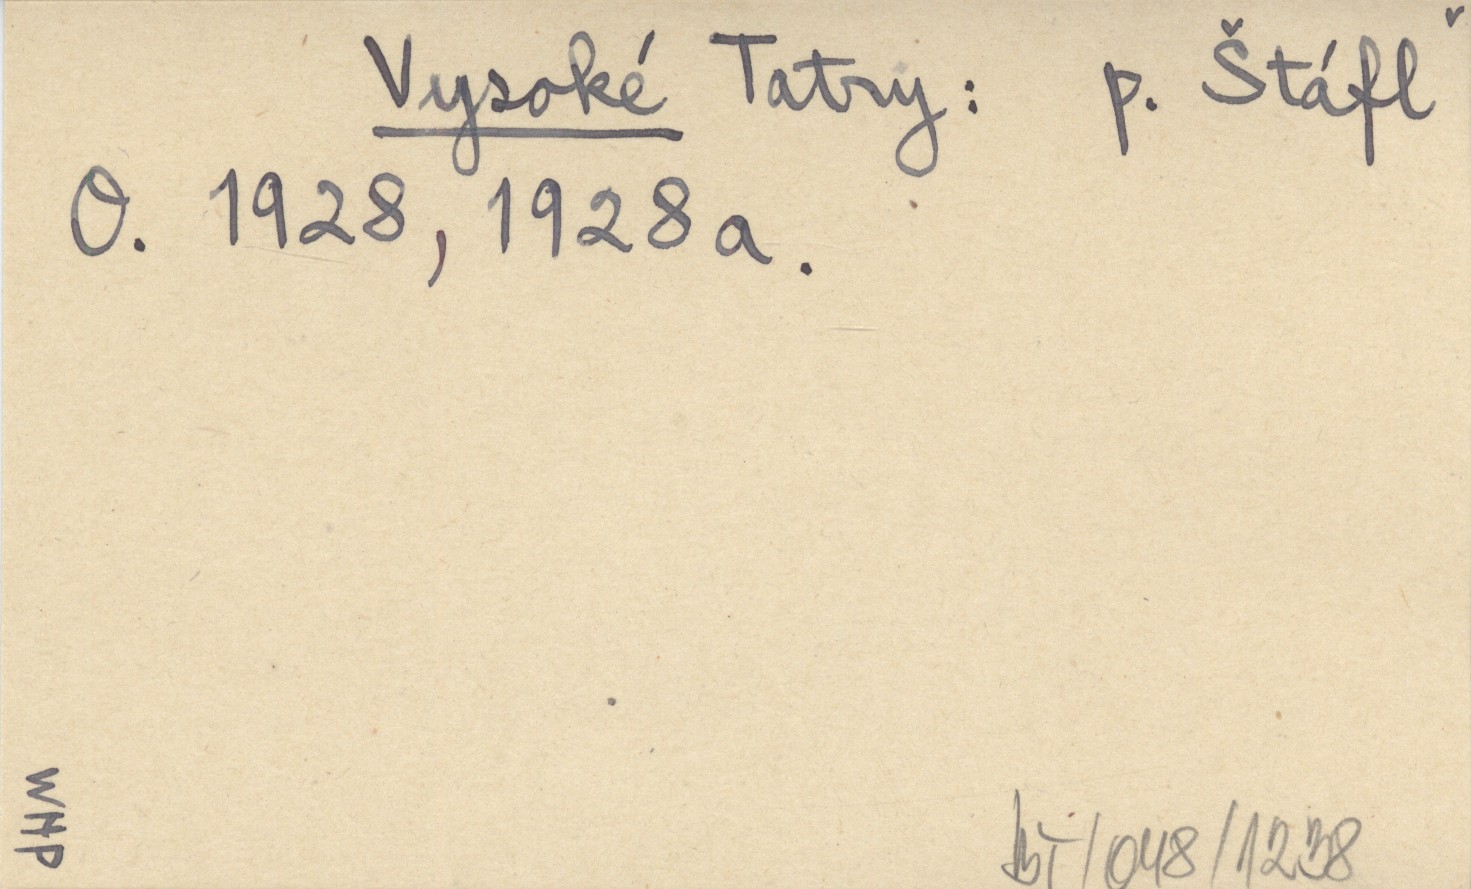 Vysoké Tatry: p. Štáfl
O. 1928, 1928a.
WHP
/048/1238